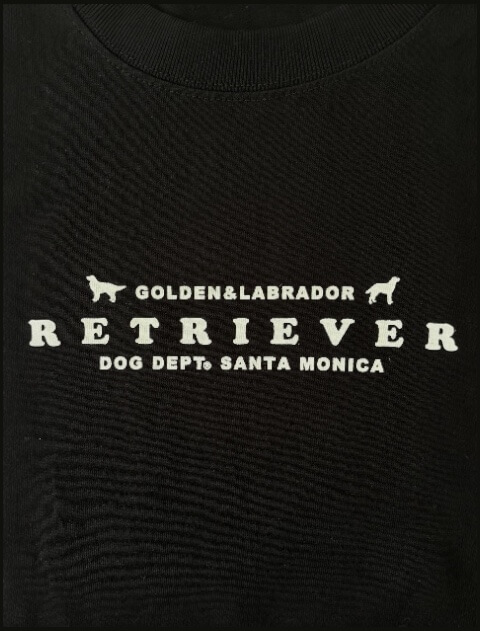 GOLDEN&LABRADOR
RETRIEVER
DOG DEPT® SANTA MONICA